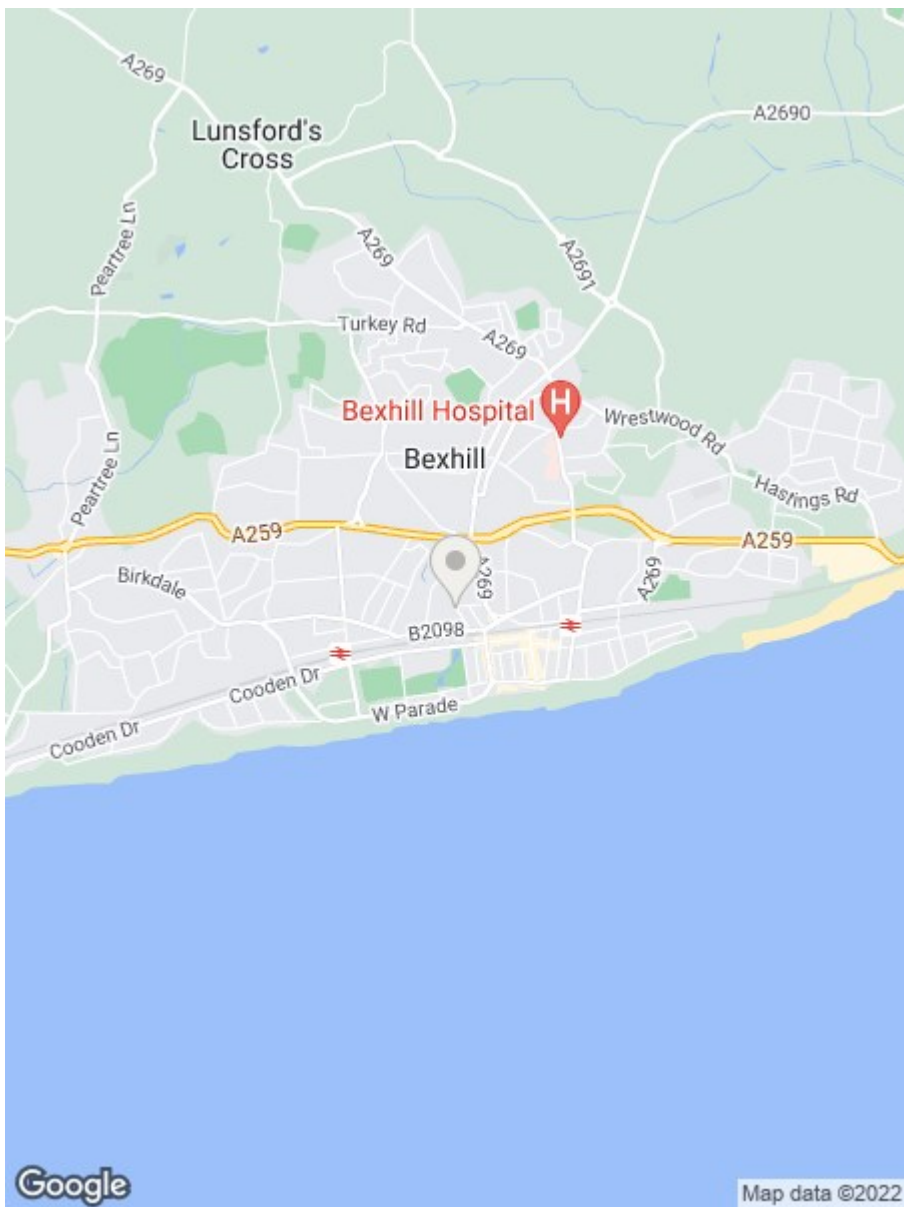 A269
A2690
Lunsford's
Cross
Peartree Ln
A269
A2691
Turkey Rd
A269
Bexhill Hospital
H
Wrestwood Rd
Bexhill
Peartree Ln
Hastings Rd
A259
A259
Birkdale
A269
A269
B2098
Cooden Dr
W Parade
Cooden Dr
Google
Map data ©2022